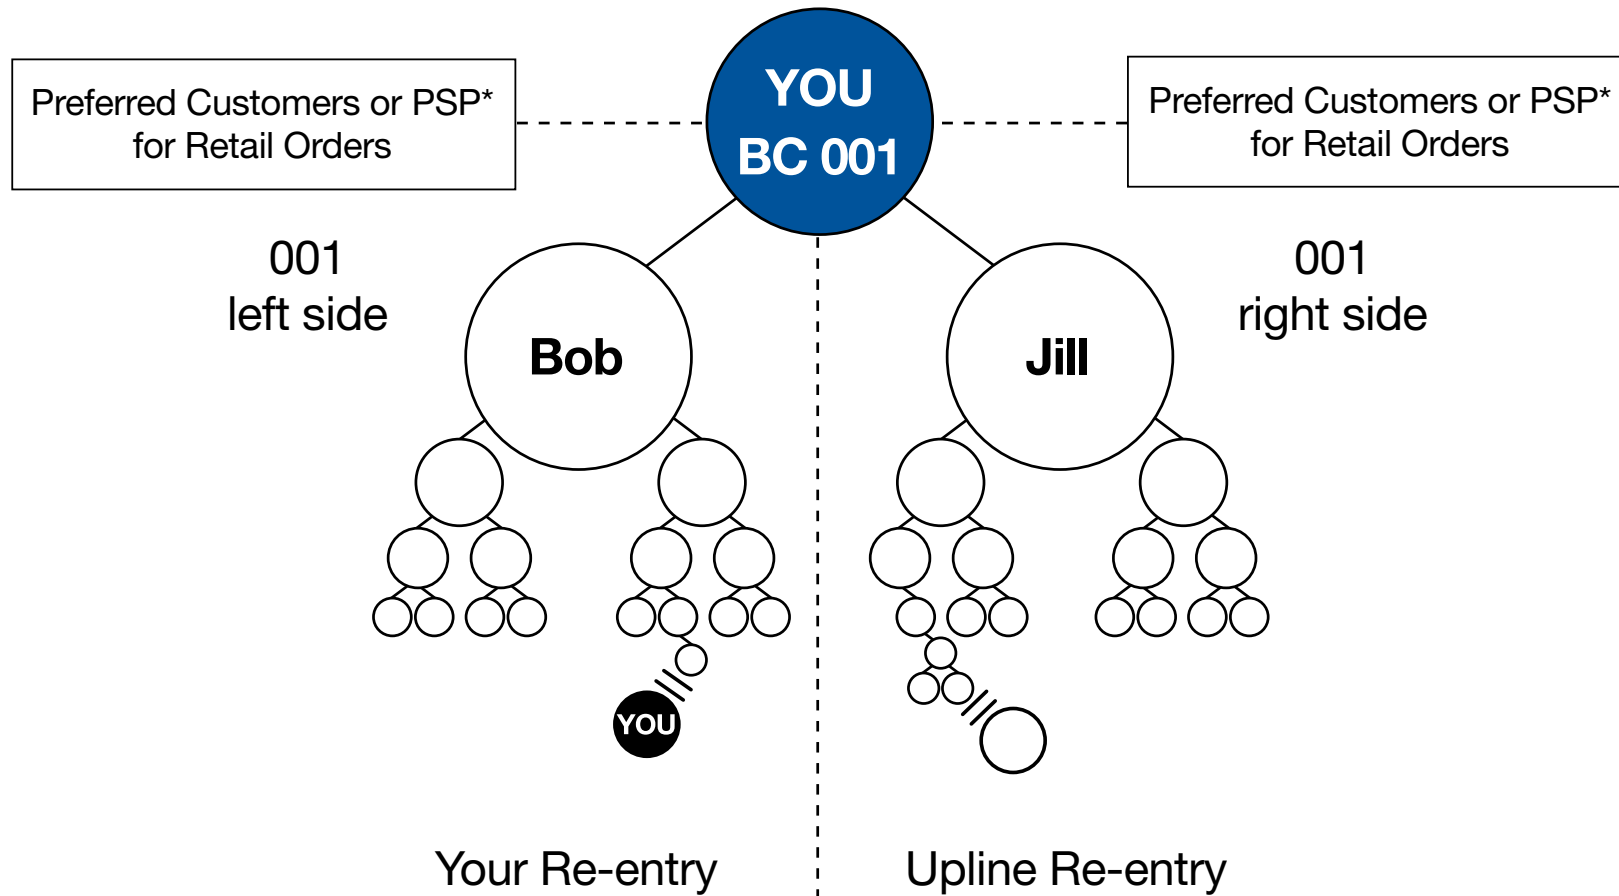 YOU
BC 001
Preferred Customers or PSP*
for Retail Orders
Preferred Customers or PSP*
for Retail Orders
001
left side
001
right side
Bob
Jill
YOU
Your Re-entry
Upline Re-entry